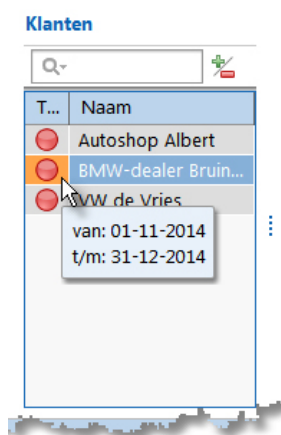 Klanten
T... Naam
Autoshop Albert
BMW-dealer Bruin...
VW de Vries
van: 01-11-2014
t/m: 31-12-2014